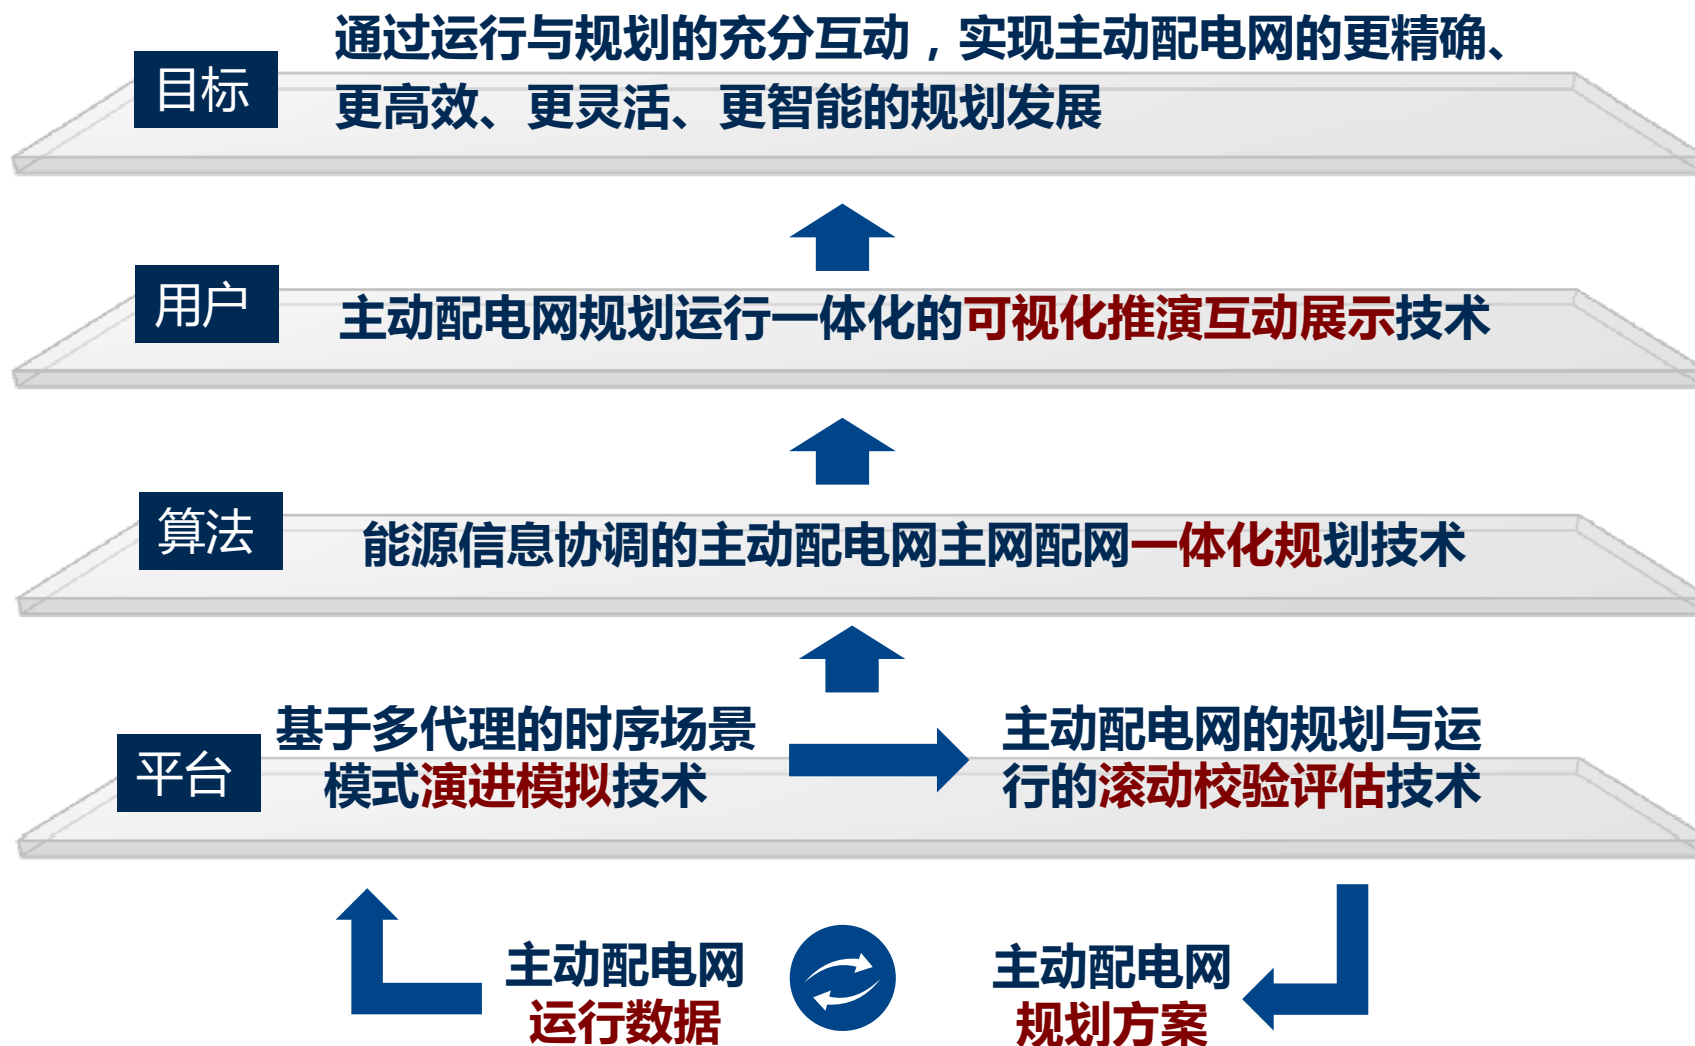 目标
通过运行与规划的充分互动，实现主动配电网的更精确、
更高效、更灵活、更智能的规划发展
用户
主动配电网规划运行一体化的可视化推演互动展示技术
算法
能源信息协调的主动配电网主网配网一体化规划技术
平台
基于多代理的时序场景
模式演进模拟技术
主动配电网的规划与运
行的滚动校验评估技术
主动配电网
运行数据
主动配电网
规划方案